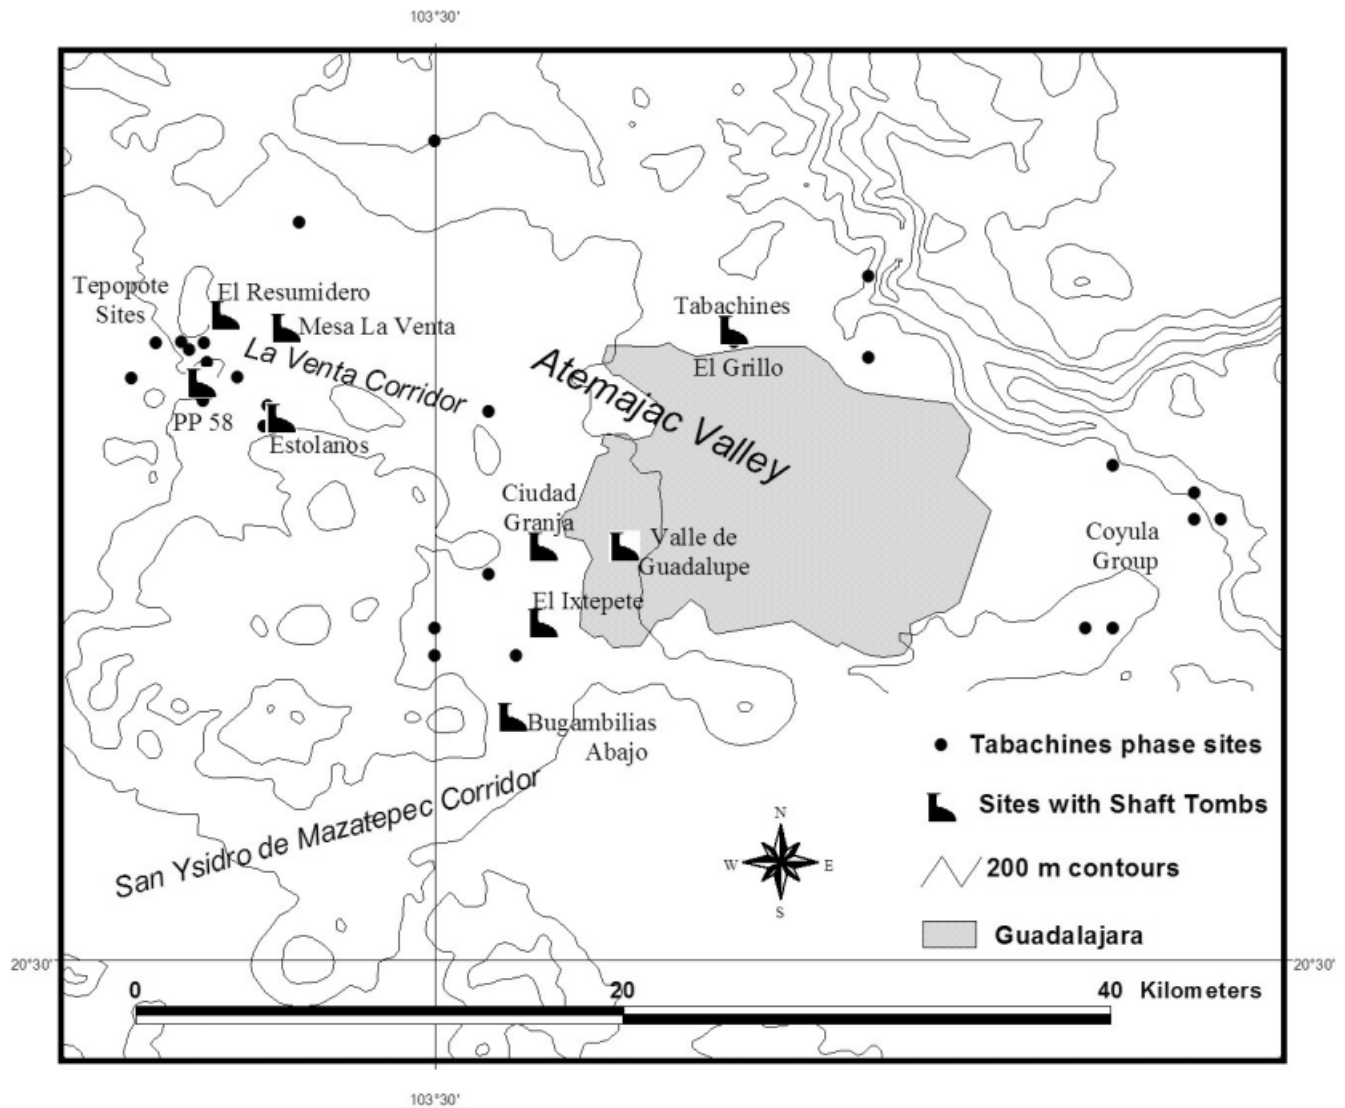 103°30'
Tepopote
Sites
El Resumidero
Mesa La Venta
La Venta Corridor
PP 58
Estolanos
Tabachines
El Grillo
Atemajac Valley
Ciudad
Granja
Valle de
Guadalupe
El Ixtepete
Coyula
Group
Bugambilias
Abajo
San Ysidro de Mazatepec Corridor
Tabachines phase sites
Sites with Shaft Tombs
200 m contours
Guadalajara
N
W
E
S
20°30'
20°30'
0
20
40 Kilometers
103°30'